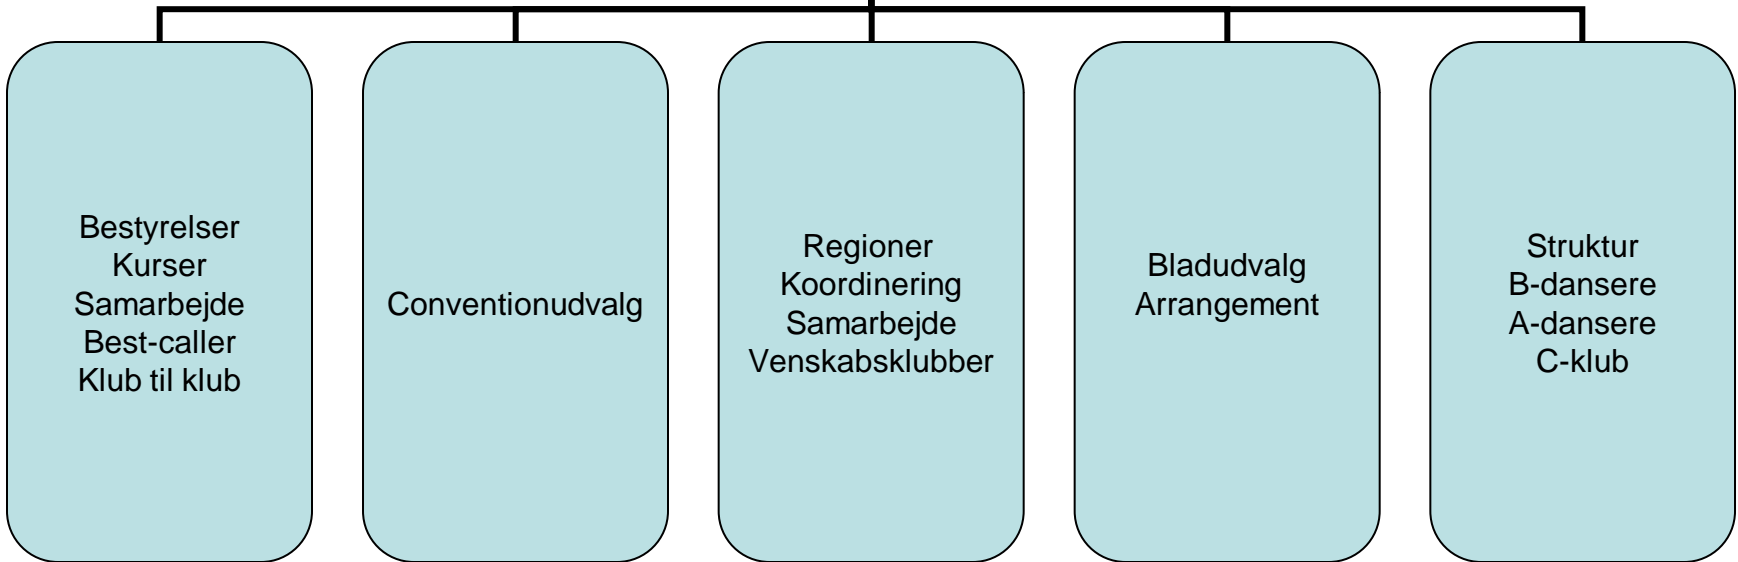 Bestyrelser
Kurser
Samarbejde
Best-caller
Klub til klub
Conventionudvalg
Regioner
Koordinering
Samarbejde
Venskabsklubber
Bladudvalg
Arrangement
Struktur
B-dansere
A-dansere
C-klub